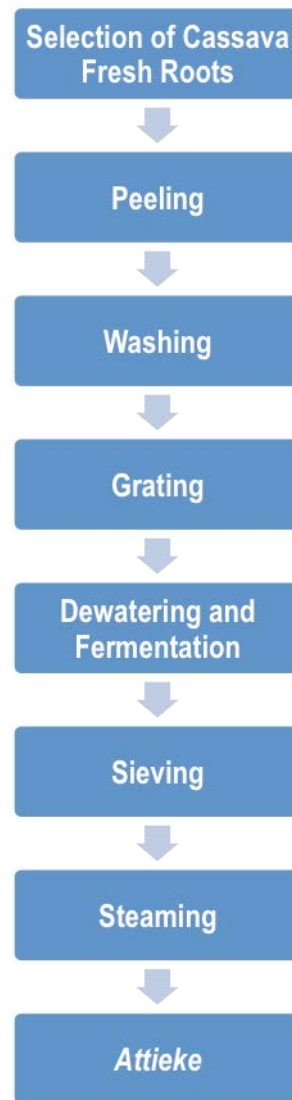 Selection of Cassava
Fresh Roots
Peeling
Washing
Grating
Dewatering and
Fermentation
Sieving
Steaming
Attieke